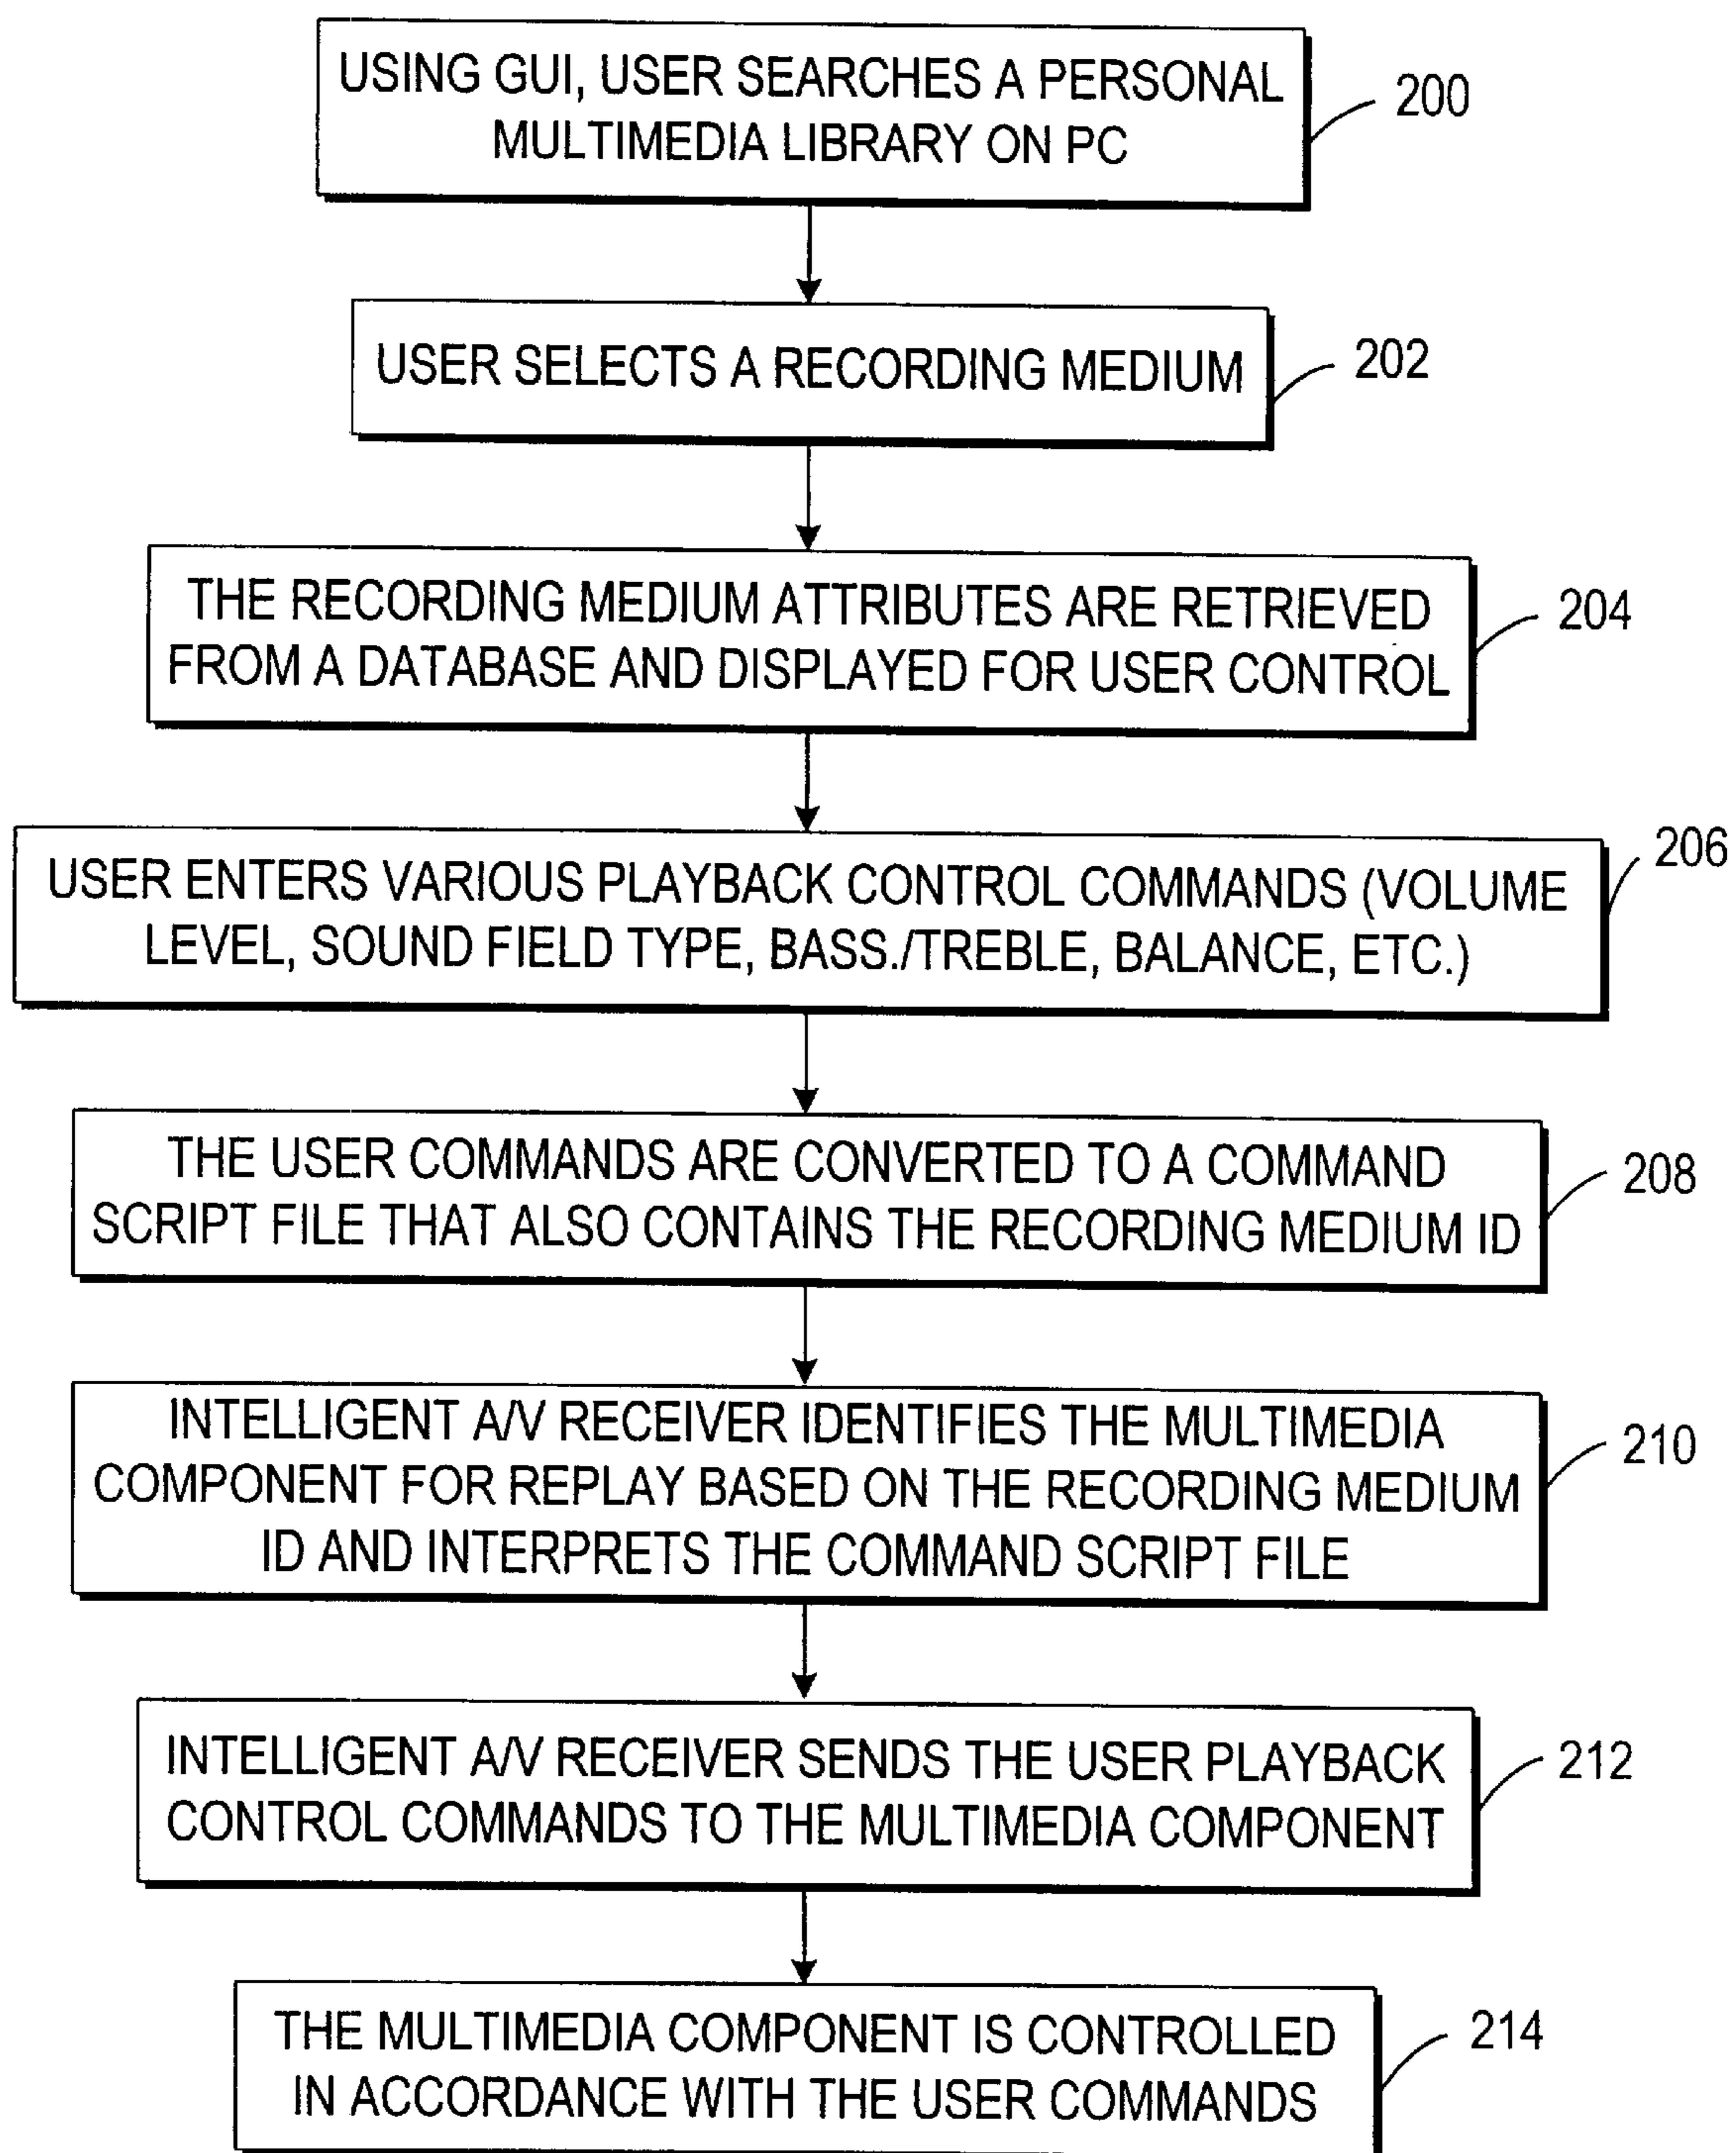 USING GUI, USER SEARCHES A PERSONAL
MULTIMEDIA LIBRARY ON PC
200
USER SELECTS A RECORDING MEDIUM
202
THE RECORDING MEDIUM ATTRIBUTES ARE RETRIEVED
FROM A DATABASE AND DISPLAYED FOR USER CONTROL
204
USER ENTERS VARIOUS PLAYBACK CONTROL COMMANDS (VOLUME
LEVEL, SOUND FIELD TYPE, BASS./TREBLE, BALANCE, ETC.)
206
THE USER COMMANDS ARE CONVERTED TO A COMMAND
SCRIPT FILE THAT ALSO CONTAINS THE RECORDING MEDIUM ID
208
INTELLIGENT A/V RECEIVER IDENTIFIES THE MULTIMEDIA
COMPONENT FOR REPLAY BASED ON THE RECORDING MEDIUM
ID AND INTERPRETS THE COMMAND SCRIPT FILE
210
INTELLIGENT A/V RECEIVER SENDS THE USER PLAYBACK
CONTROL COMMANDS TO THE MULTIMEDIA COMPONENT
212
THE MULTIMEDIA COMPONENT IS CONTROLLED
IN ACCORDANCE WITH THE USER COMMANDS
214